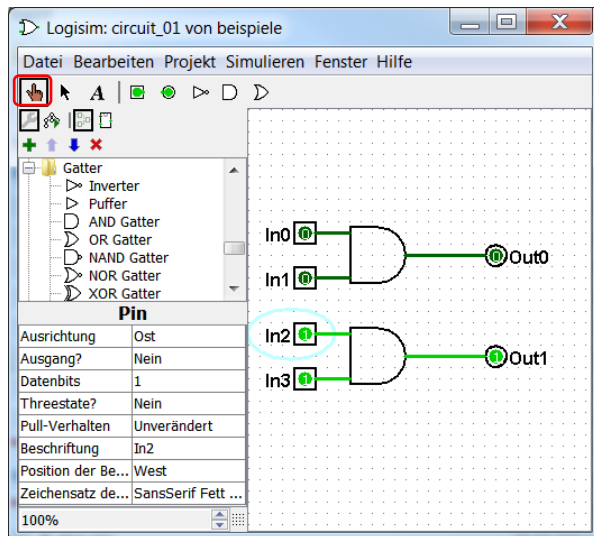 Logisim: circuit_01 von beispiele
Datei Bearbeiten Projekt Simulieren Fenster Hilfe
A
Gatter
Inverter
Puffer
AND Gatter
OR Gatter
NAND Gatter
NOR Gatter
XOR Gatter
Pin
Ausrichtung Ost
Ausgang? Nein
Datenbits 1
Threestate? Nein
Pull-Verhalten Unverändert
Beschriftung In2
Position der Be... West
Zeichensatz de... SansSerif Fett ...
100%
In0 0
0 Out0
In1 0
In2 1
1 Out1
In3 1